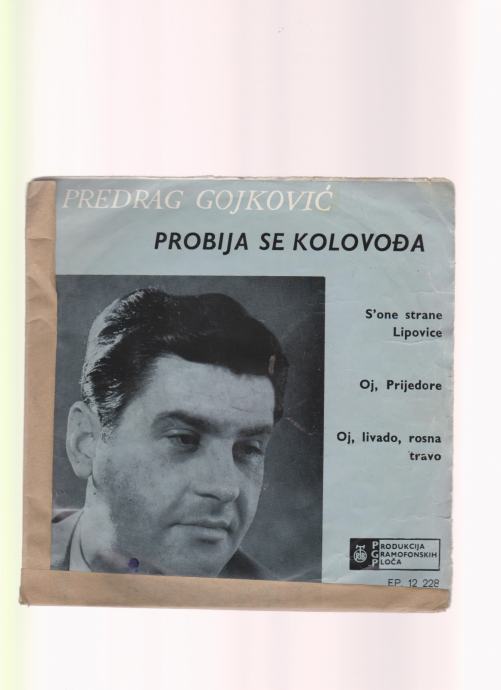 PREDRAG GOJKOVIĆ
PROBIJA SE KOLOVOĐA
S'one strane
Lipovice
Oj, Prijedore
Oj, livado, rosna
travo
PRODUKCIJA
GRAMOFONSKIH
PLOČA
EP. 12 228